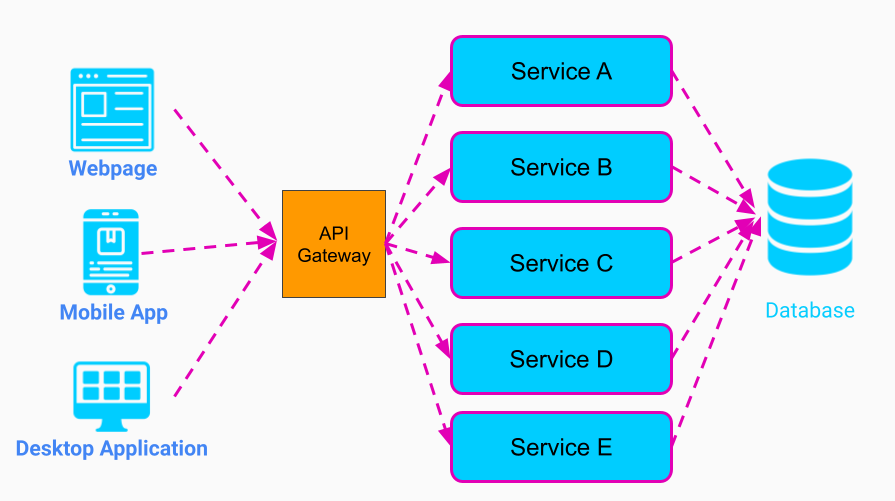 Webpage
Mobile App
Desktop Application
API
Gateway
Service A
Service B
Service C
Service D
Service E
Database